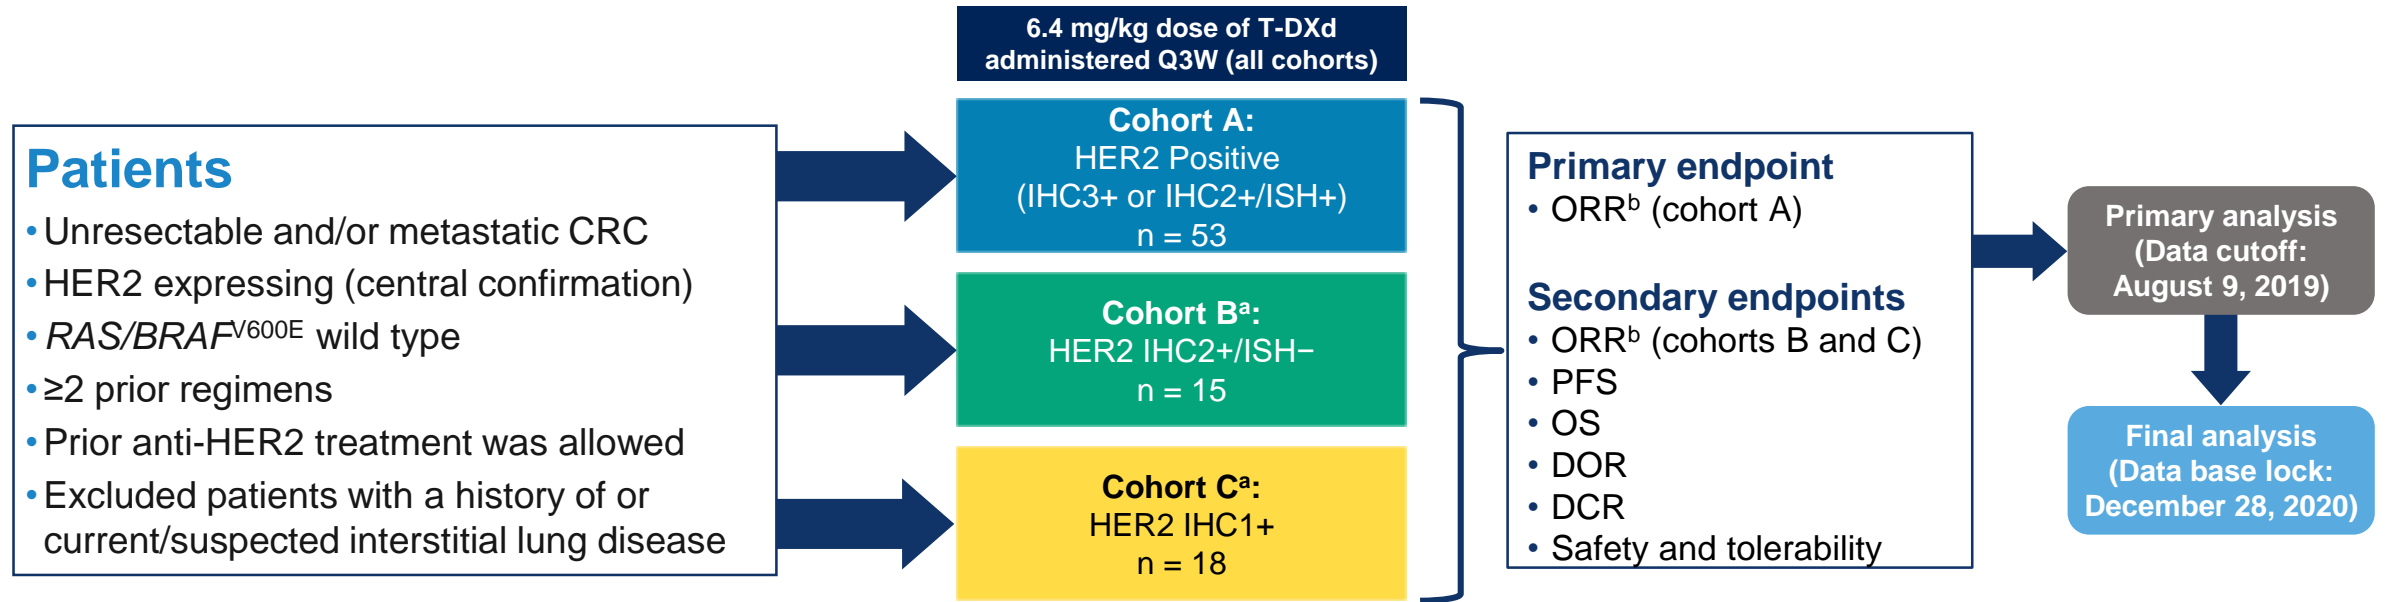 6.4 mg/kg dose of T-DXd
administered Q3W (all cohorts)
Patients
• Unresectable and/or metastatic CRC
• HER2 expressing (central confirmation)
• RAS/BRAFV600E wild type
• ≥2 prior regimens
• Prior anti-HER2 treatment was allowed
• Excluded patients with a history of or
current/suspected interstitial lung disease
Cohort A:
HER2 Positive
(IHC3+ or IHC2+/ISH+)
n = 53
Cohort Bᵃ:
HER2 IHC2+/ISH−
n = 15
Cohort Cᵃ:
HER2 IHC1+
n = 18
Primary endpoint
• ORRᵇ (cohort A)
Secondary endpoints
• ORRᵇ (cohorts B and C)
• PFS
• OS
• DOR
• DCR
• Safety and tolerability
Primary analysis
(Data cutoff:
August 9, 2019)
Final analysis
(Data base lock:
December 28, 2020)